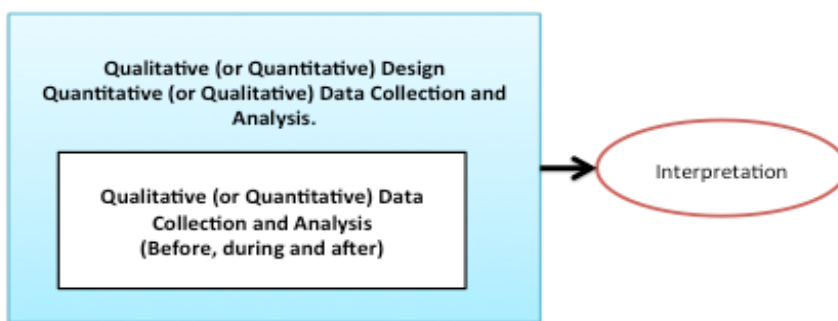 Qualitative (or Quantitative) Design
Quantitative (or Qualitative) Data Collection and
Analysis.
Qualitative (or Quantitative) Data
Collection and Analysis
(Before, during and after)
Interpretation